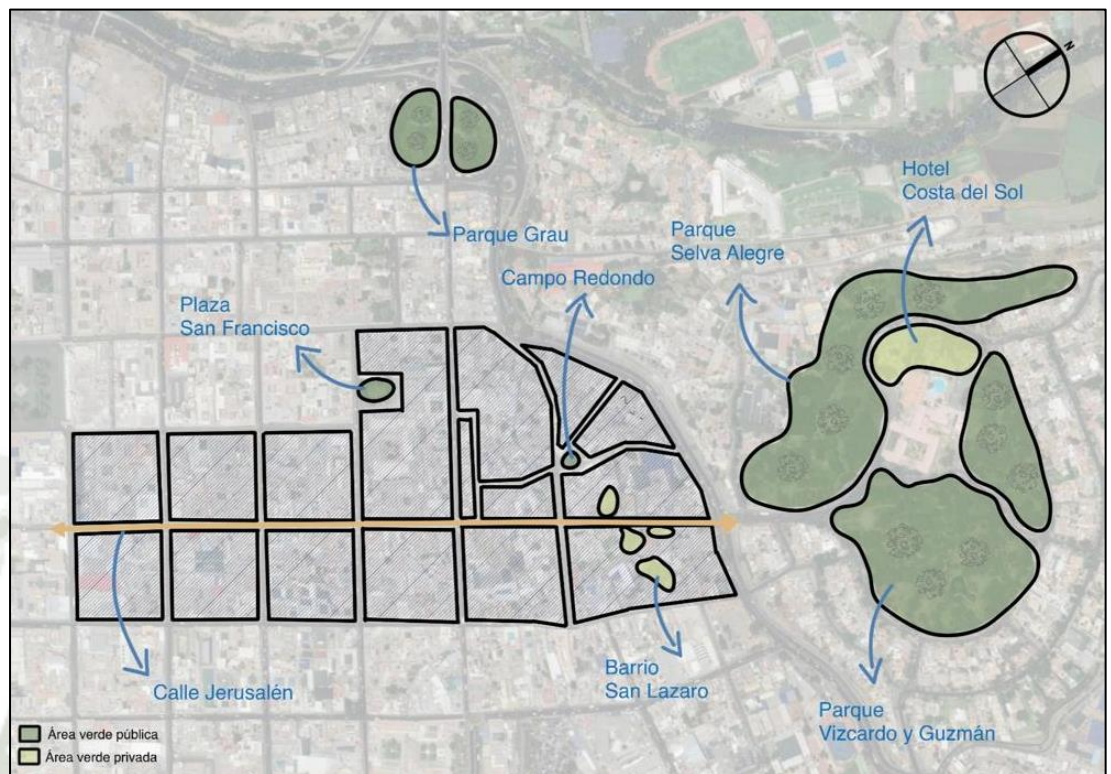 N
Hotel
Costa del Sol
Parque
Selva Alegre
Parque Grau
Campo Redondo
Plaza
San Francisco
Calle Jerusalén
Barrio
San Lazaro
Parque
Vizcardo y Guzmán
Área verde pública
Área verde privada